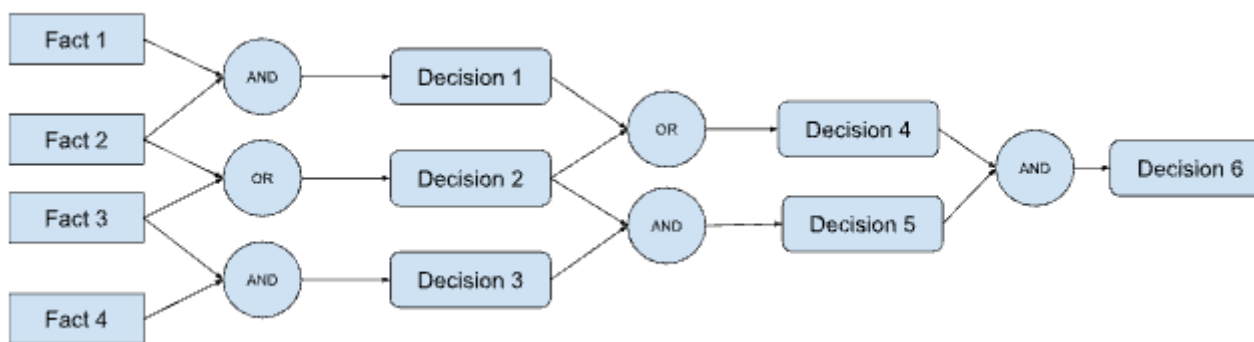 Fact 1
AND
Decision 1
Fact 2
OR
Decision 2
Fact 3
AND
Decision 3
Fact 4
OR
Decision 4
AND
Decision 5
AND
Decision 6